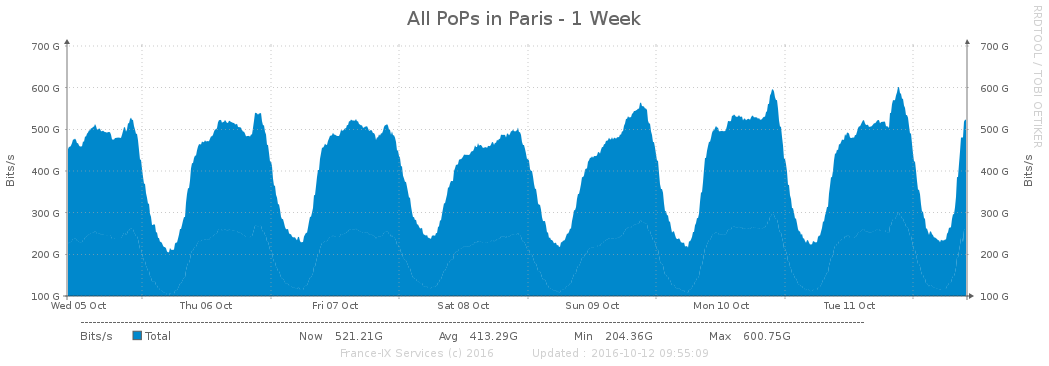 All PoPs in Paris - 1 Week
RRDTOOL / TOBI OETIKER
Bits/s
700 G
600 G
500 G
400 G
300 G
200 G
100 G
700 G
600 G
500 G
400 G
300 G
200 G
100 G
Bits/s
Wed 05 Oct Thu 06 Oct Fri 07 Oct Sat 08 Oct Sun 09 Oct Mon 10 Oct Tue 11 Oct
Bits/s Total Now 521.21G Avg 413.29G Min 204.36G Max 600.75G
France-IX Services (c) 2016 Updated : 2016-10-12 09:55:09